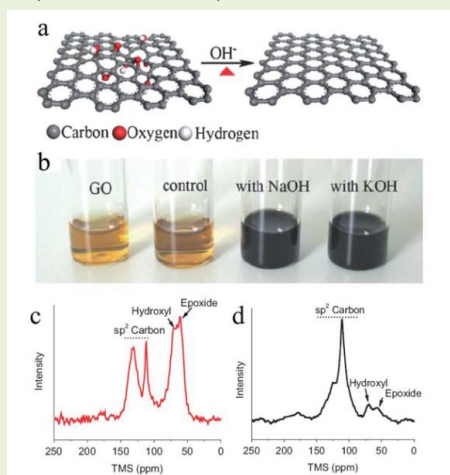 a
OH-
Carbon Oxygen Hydrogen
b
GO control with NaOH with KOH
c
Hydroxyl Epoxide
sp² Carbon
Intensity
250 200 150 100 50 0
TMS (ppm)
d
sp² Carbon
Hydroxyl
Epoxide
Intensity
250 200 150 100 50 0
TMS (ppm)